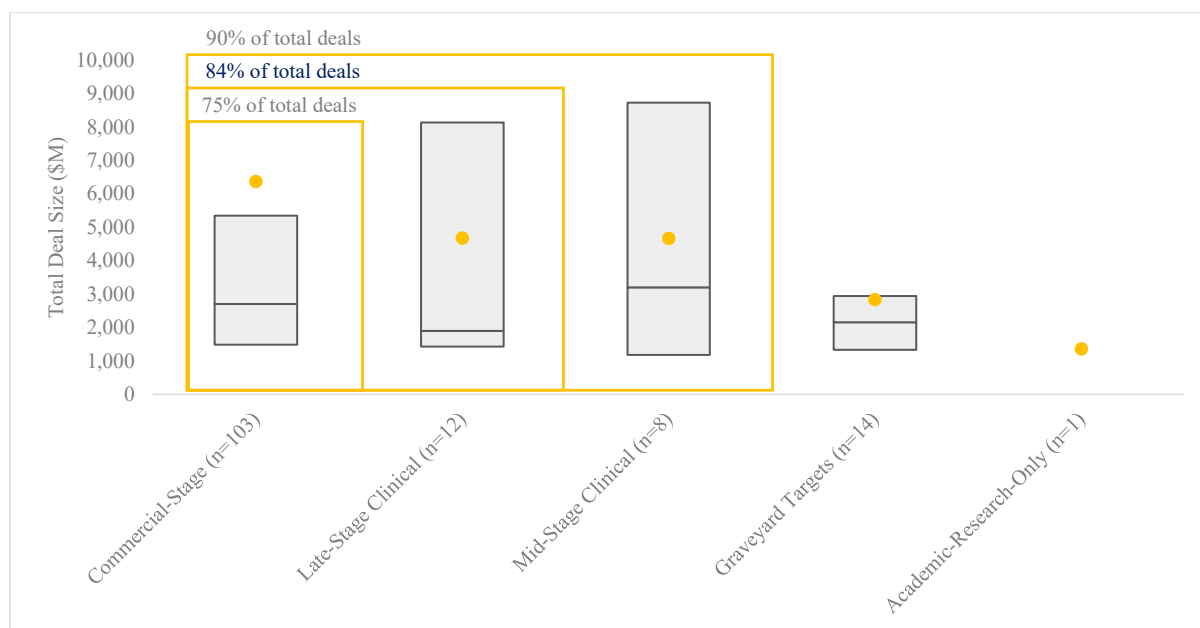 90% of total deals
84% of total deals
75% of total deals
Total Deal Size ($M)
10,000
9,000
8,000
7,000
6,000
5,000
4,000
3,000
2,000
1,000
0
Commercial-Stage (n=103)
Late-Stage Clinical (n=12)
Mid-Stage Clinical (n=8)
Graveyard Targets (n=14)
Academic-Research-Only (n=1)